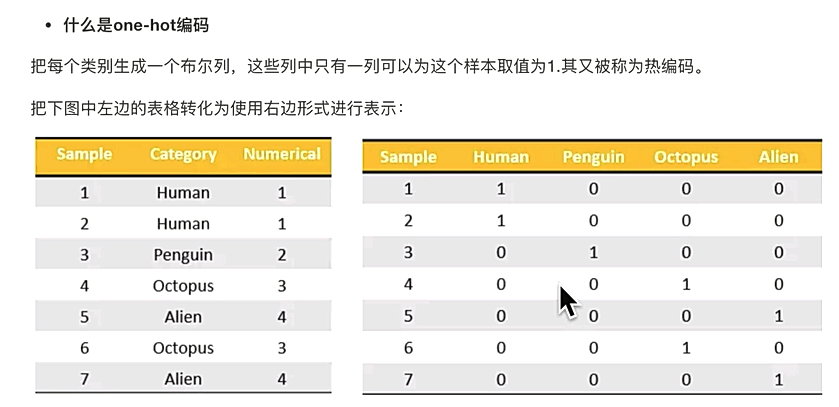 • 什么是one-hot编码
把每个类别生成一个布尔列，这些列中只有一列可以为这个样本取值为1.其又被称为热编码。
把下图中左边的表格转化为使用右边形式进行表示：
Sample Category Numerical
1 Human 1
2 Human 1
3 Penguin 2
4 Octopus 3
5 Alien 4
6 Octopus 3
7 Alien 4
Sample Human Penguin Octopus Alien
1 1 0 0 0
2 1 0 0 0
3 0 1 0 0
4 0 0 1 0
5 0 0 0 1
6 0 0 1 0
7 0 0 0 1